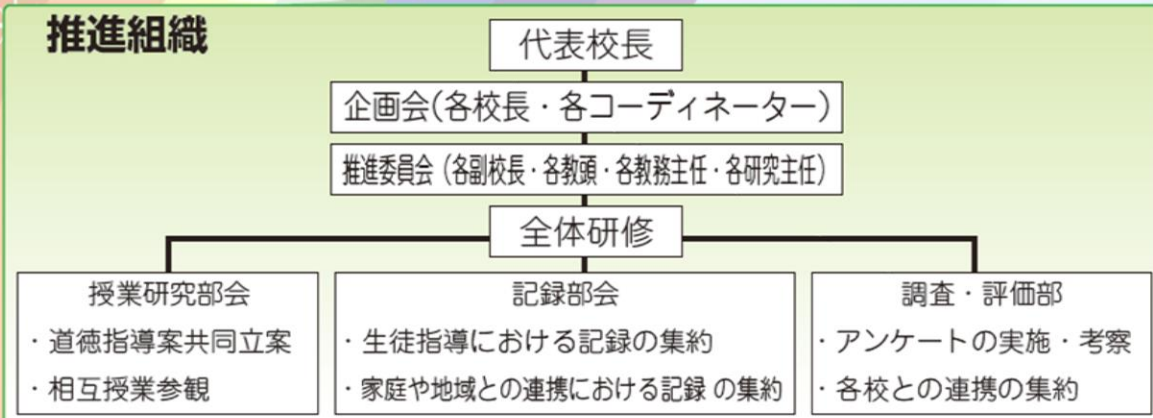 推進組織
代表校長
企画会(各校長・各コーディネーター)
推進委員会(各副校長・各教頭・各教務主任・各研究主任)
全体研修
授業研究部会
・道徳指導案共同立案
・相互授業参観
記録部会
・生徒指導における記録の集約
・家庭や地域との連携における記録 の集約
調査・評価部
・アンケートの実施・考察
・各校との連携の集約